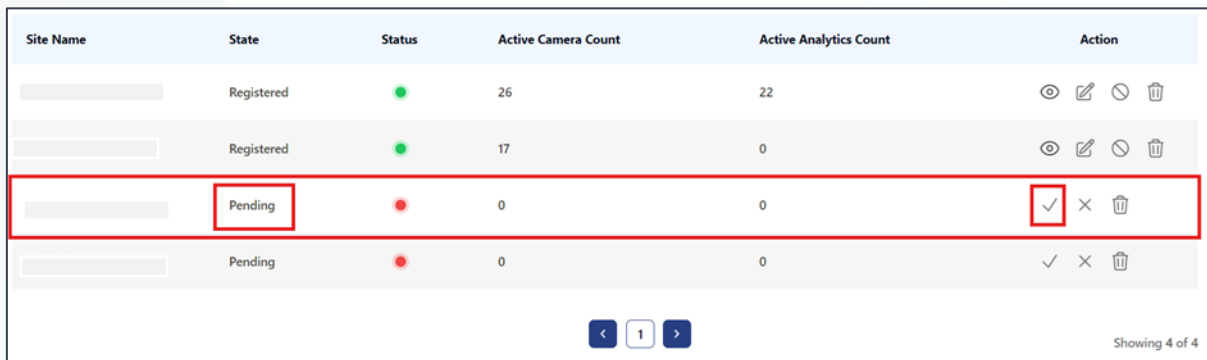 Site Name State Status Active Camera Count Active Analytics Count Action
Registered 26 22
Registered 17 0
Pending 0 0
Pending 0 0
1
Showing 4 of 4